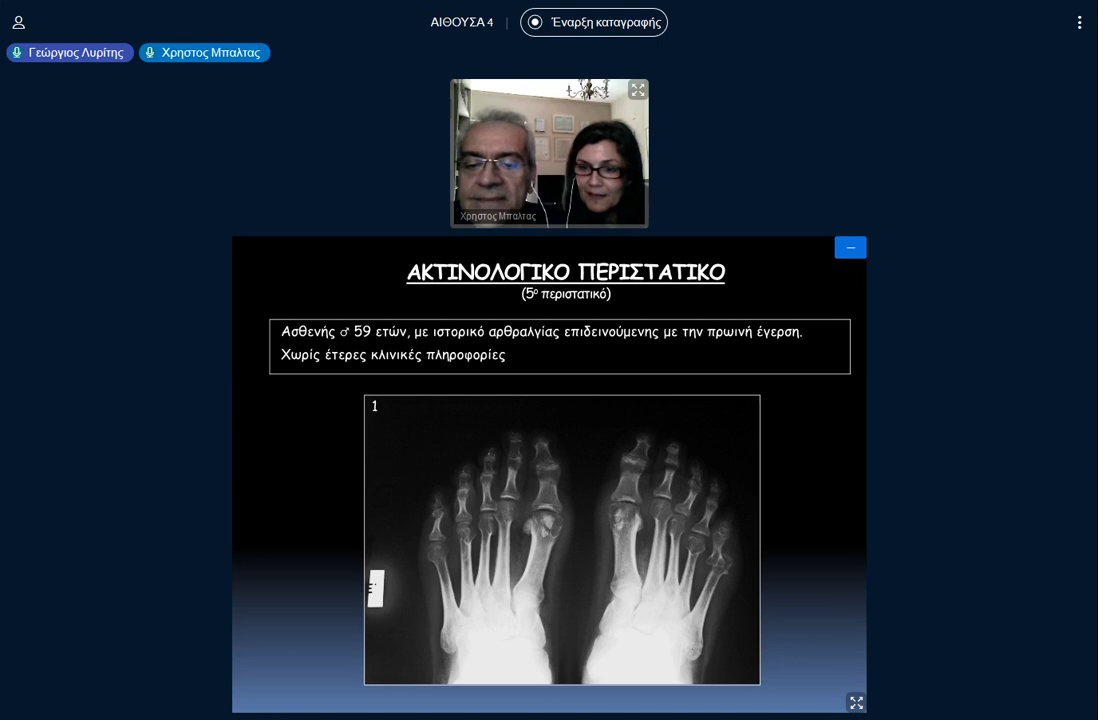 ΑΙΘΟΥΣΑ 4 | Έναρξη καταγραφής
Γεώργιος Λυρίτης Χρηστος Μπαλτας
Χρηστος Μπαλτας
ΑΚΤΙΝΟΛΟΓΙΚΟ ΠΕΡΙΣΤΑΤΙΚΟ
(5ο περιστατικό)
Ασθενής ♂ 59 ετών, με ιστορικό αρθραλγίας επιδεινούμενης με την πρωινή έγερση.
Χωρίς έτερες κλινικές πληροφορίες
1